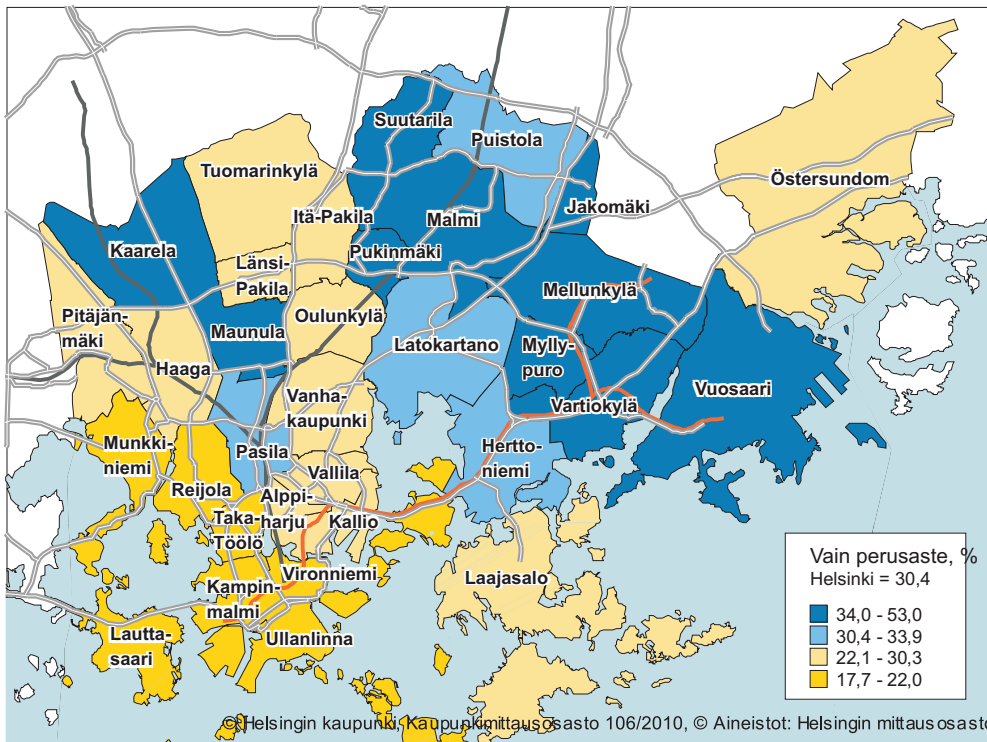 Suutarila
Puistola
Tuomarinkylä
Östersundom
Itä-Pakila
Malmi
Jakomäki
Kaarela
Pukinmäki
Länsi-
Pakila
Mellunkylä
Pitäjän-
mäki
Maunula
Oulunkylä
Latokartano
Mylly-
puro
Haaga
Vuosaari
Vanha-
kaupunki
Vartiokylä
Munkki-
niemi
Pasila
Hertto-
niemi
Vallila
Reijola
Alppi-
harju
Taka-
Töölö
Kallio
Vironniemi
Laajasalo
Kampin-
malmi
Lautta-
saari
Ullanlinna
Vain perusaste, %
Helsinki = 30,4
34,0 - 53,0
30,4 - 33,9
22,1 - 30,3
17,7 - 22,0
© Helsingin kaupunki, Kaupunkimittausosasto 106/2010, © Aineistot: Helsingin mittausosasto